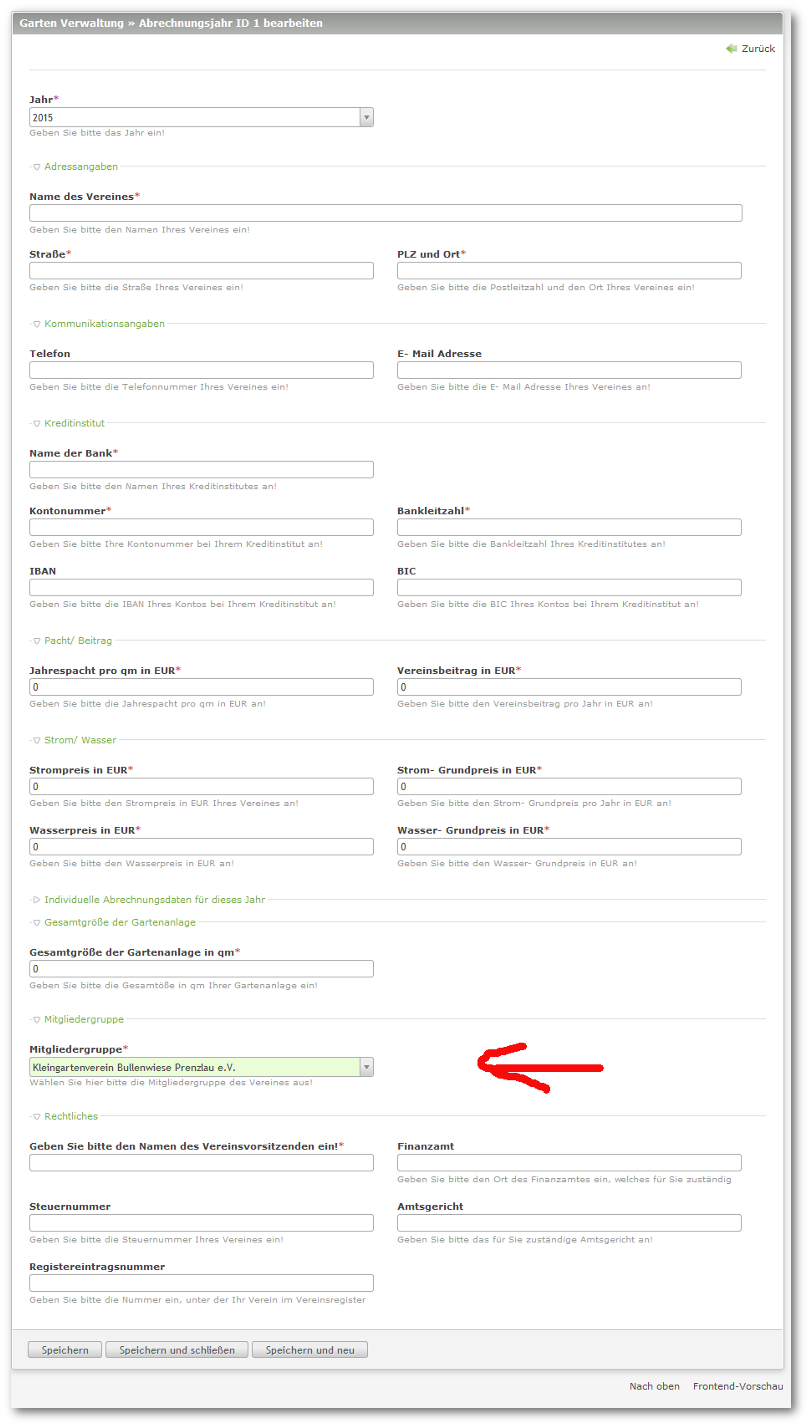 Garten Verwaltung » Abrechnungsjahr ID 1 bearbeiten
Zurück
Jahr*
2015
Geben Sie bitte das Jahr ein!
Adressangaben
Name des Vereines*
Geben Sie bitte den Namen Ihres Vereines ein!
Straße* PLZ und Ort*
Geben Sie bitte die Straße Ihres Vereines ein! Geben Sie bitte die Postleitzahl und den Ort Ihres Vereines ein!
Kommunikationsangaben
Telefon E- Mail Adresse
Geben Sie bitte die Telefonnummer Ihres Vereines ein! Geben Sie bitte die E- Mail Adresse Ihres Vereines an!
Kreditinstitut
Name der Bank*
Geben Sie bitte den Namen Ihres Kreditinstitutes an!
Kontonummer* Bankleitzahl*
Geben Sie bitte Ihre Kontonummer bei Ihrem Kreditinstitut an! Geben Sie bitte die Bankleitzahl Ihres Kreditinstitutes an!
IBAN BIC
Geben Sie bitte die IBAN Ihres Kontos bei Ihrem Kreditinstitut an! Geben Sie bitte die BIC Ihres Kontos bei Ihrem Kreditinstitut an!
Pacht/ Beitrag
Jahrespacht pro qm in EUR* Vereinsbeitrag in EUR*
0 0
Geben Sie bitte die Jahrespacht pro qm in EUR an! Geben Sie bitte den Vereinsbeitrag pro Jahr in EUR an!
Strom/ Wasser
Strompreis in EUR* Strom- Grundpreis in EUR*
0 0
Geben Sie bitte den Strompreis in EUR Ihres Vereines an! Geben Sie bitte den Strom- Grundpreis pro Jahr in EUR an!
Wasserpreis in EUR* Wasser- Grundpreis in EUR*
0 0
Geben Sie bitte den Wasserpreis in EUR an! Geben Sie bitte den Wasser- Grundpreis in EUR an!
Individuelle Abrechnungsdaten für dieses Jahr
Gesamtgröße der Gartenanlage
Gesamtgröße der Gartenanlage in qm*
0
Geben Sie bitte die Gesamtöße in qm Ihrer Gartenanlage ein!
Mitgliedergruppe
Mitgliedergruppe*
Kleingartenverein Bullenwiese Prenzlau e.V.
Wählen Sie hier bitte die Mitgliedergruppe des Vereines aus!
Rechtliches
Geben Sie bitte den Namen des Vereinsvorsitzenden ein!* Finanzamt
Geben Sie bitte den Ort des Finanzamtes ein, welches für Sie zuständig
Steuernummer Amtsgericht
Geben Sie bitte die Steuernummer Ihres Vereines ein! Geben Sie bitte das für Sie zuständige Amtsgericht an!
Registereintragsnummer
Geben Sie bitte die Nummer ein, unter der Ihr Verein im Vereinsregister
Speichern Speichern und schließen Speichern und neu
Nach oben Frontend-Vorschau